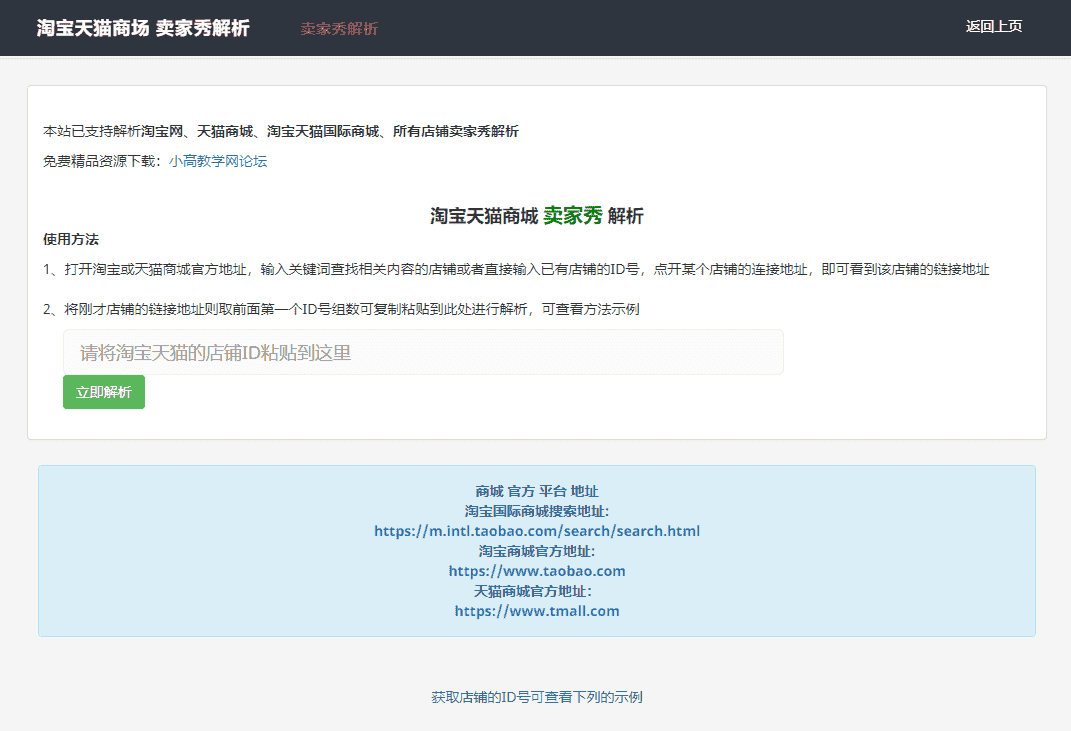 淘宝天猫商场 卖家秀解析 卖家秀解析 返回上页
本站已支持解析淘宝网、天猫商城、淘宝天猫国际商城、所有店铺卖家秀解析
免费精品资源下载：小高教学网论坛
淘宝天猫商城 卖家秀 解析
使用方法
1、打开淘宝或天猫商城官方地址，输入关键词查找相关内容的店铺或者直接输入已有店铺的ID号，点开某个店铺的连接地址，即可看到该店铺的链接地址
2、将刚才店铺的链接地址则取前面第一个ID号组数可复制粘贴到此处进行解析，可查看方法示例
请将淘宝天猫的店铺ID粘贴到这里
立即解析
商城 官方 平台 地址
淘宝国际商城搜索地址:
https://m.intl.taobao.com/search/search.html
淘宝商城官方地址:
https://www.taobao.com
天猫商城官方地址:
https://www.tmall.com
获取店铺的ID号可查看下列的示例